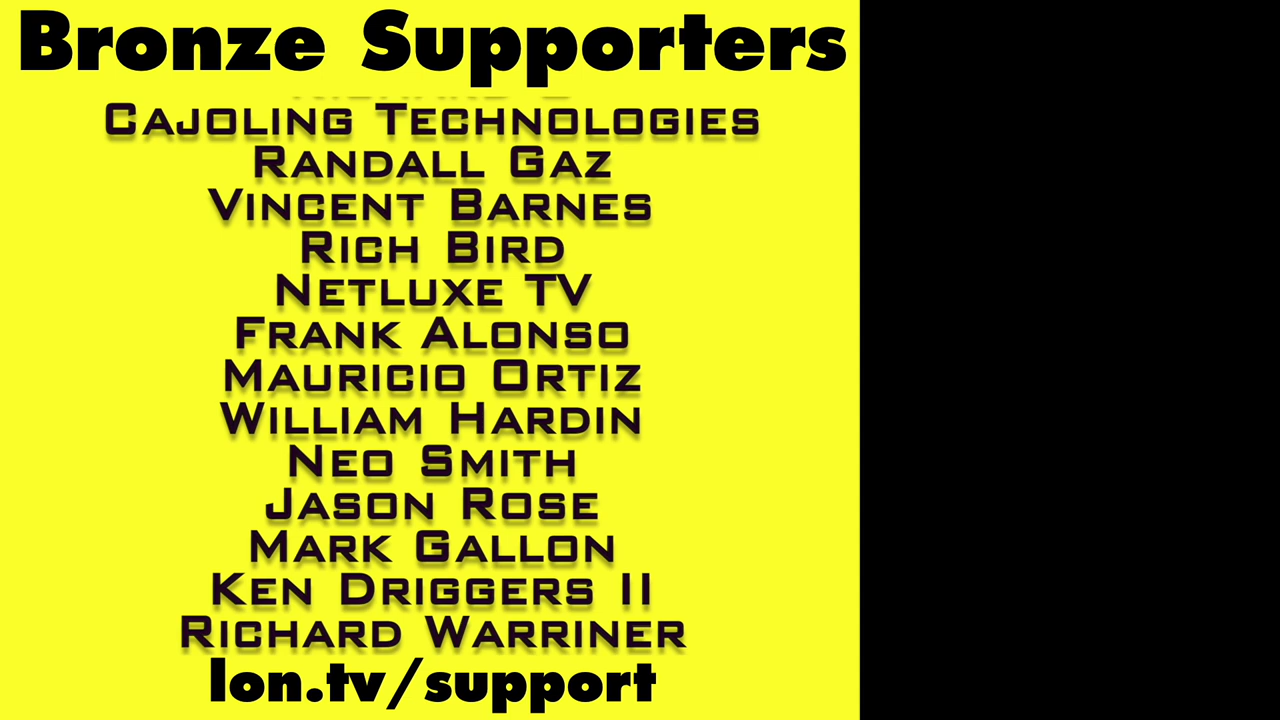 Bronze Supporters
Cajoling Technologies
Randall Gaz
Vincent Barnes
Rich Bird
Netluxe TV
Frank Alonso
Mauricio Ortiz
William Hardin
Neo Smith
Jason Rose
Mark Gallon
Ken Driggers II
Richard Warriner
lon.tv/support